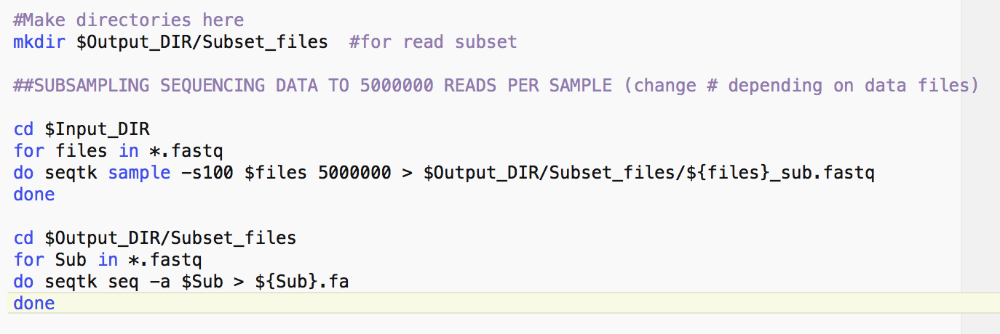 #Make directories here
mkdir $Output_DIR/Subset_files  #for read subset
##SUBSAMPLING SEQUENCING DATA TO 5000000 READS PER SAMPLE (change # depending on data files)
cd $Input_DIR
for files in *.fastq
do seqtk sample -s100 $files 5000000 > $Output_DIR/Subset_files/${files}_sub.fastq
done
cd $Output_DIR/Subset_files
for Sub in *.fastq
do seqtk seq -a $Sub > ${Sub}.fa
done